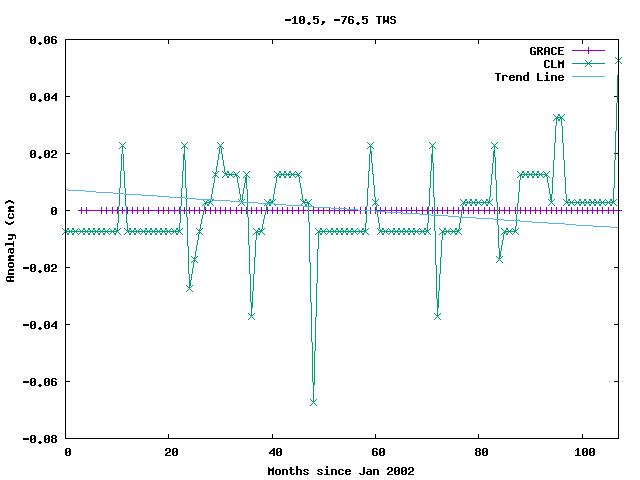 -10.5, -76.5 TWS
GRACE
CLM
Trend Line
0.06
0.04
0.02
0
-0.02
-0.04
-0.06
-0.08
Anomaly (cm)
0 20 40 60 80 100
Months since Jan 2002